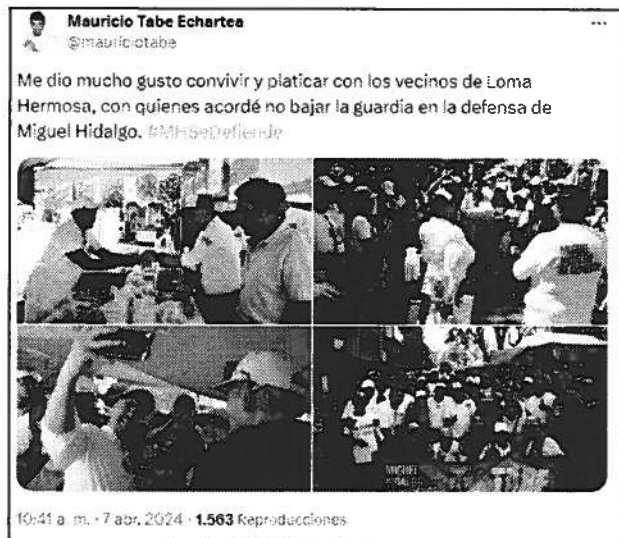 Mauricio Tabe Echartea
@mauriciotabe
Me dio mucho gusto convivir y platicar con los vecinos de Loma
Hermosa, con quienes acordé no bajar la guardia en la defensa de
Miguel Hidalgo. #MHSeDefiende
MIGUEL
HIDALGO
10:41 a. m. · 7 abr. 2024 · 1.563 Reproducciones